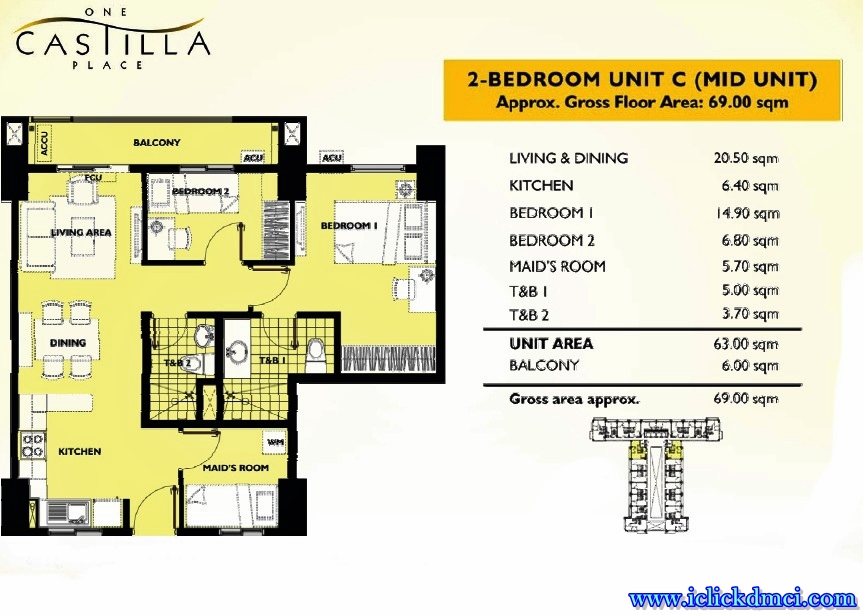 ONE
CASTILLA
PLACE
2-BEDROOM UNIT C (MID UNIT)
Approx. Gross Floor Area: 69.00 sqm
LIVING & DINING 20.50 sqm
KITCHEN 6.40 sqm
BEDROOM 1 14.90 sqm
BEDROOM 2 6.80 sqm
MAID'S ROOM 5.70 sqm
T&B 1 5.00 sqm
T&B 2 3.70 sqm
UNIT AREA 63.00 sqm
BALCONY 6.00 sqm
Gross area approx. 69.00 sqm
ACCU
BALCONY
ACU
ACU
FCU
BEDROOM 2
LIVING AREA
BEDROOM 1
DINING
T&B 2
T&B 1
KITCHEN
WM
MAID'S ROOM
www.iclickdmci.com